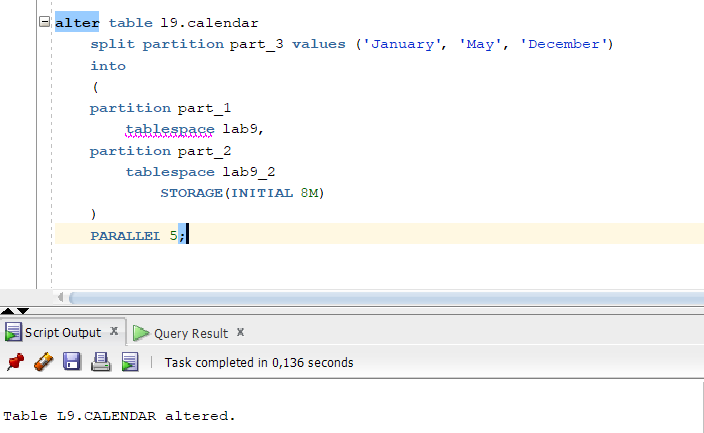 alter table l9.calendar
split partition part_3 values ('January', 'May', 'December')
into
(
partition part_1
tablespace lab9,
partition part_2
tablespace lab9_2
STORAGE(INITIAL 8M)
)
PARALLEl 5;
Script Output x Query Result x
Task completed in 0,136 seconds
Table L9.CALENDAR altered.